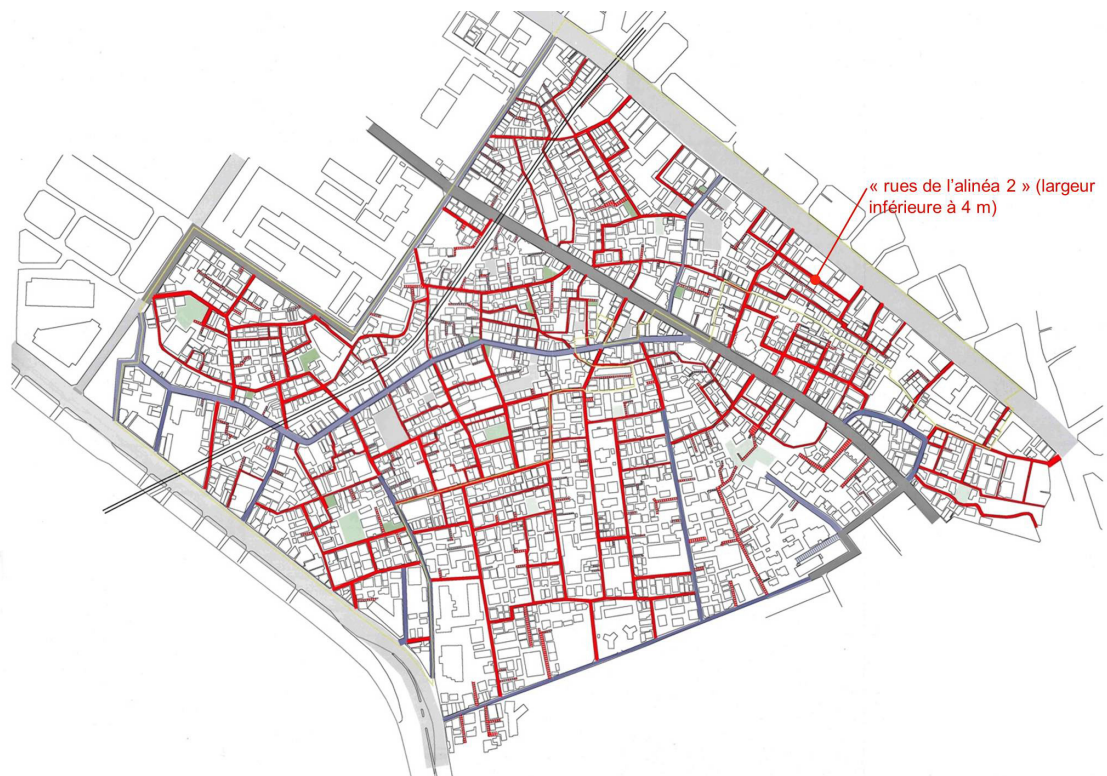 « rues de l'alinéa 2 » (largeur
inférieure à 4 m)